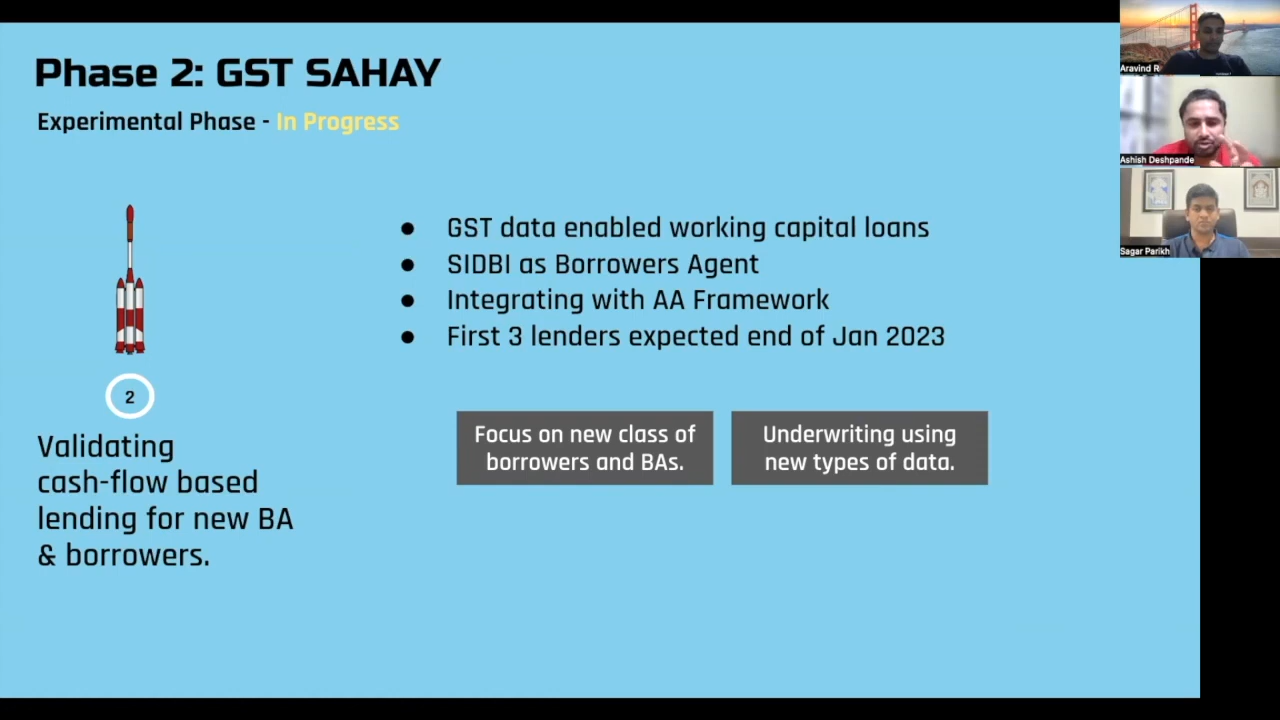 Phase 2: GST SAHAY
Experimental Phase - In Progress
● GST data enabled working capital loans
● SIDBI as Borrowers Agent
● Integrating with AA Framework
● First 3 lenders expected end of Jan 2023
2
Validating
cash-flow based
lending for new BA
& borrowers.
Focus on new class of
borrowers and BAs.
Underwriting using
new types of data.
Aravind R
Ashish Deshpande
Sagar Parikh